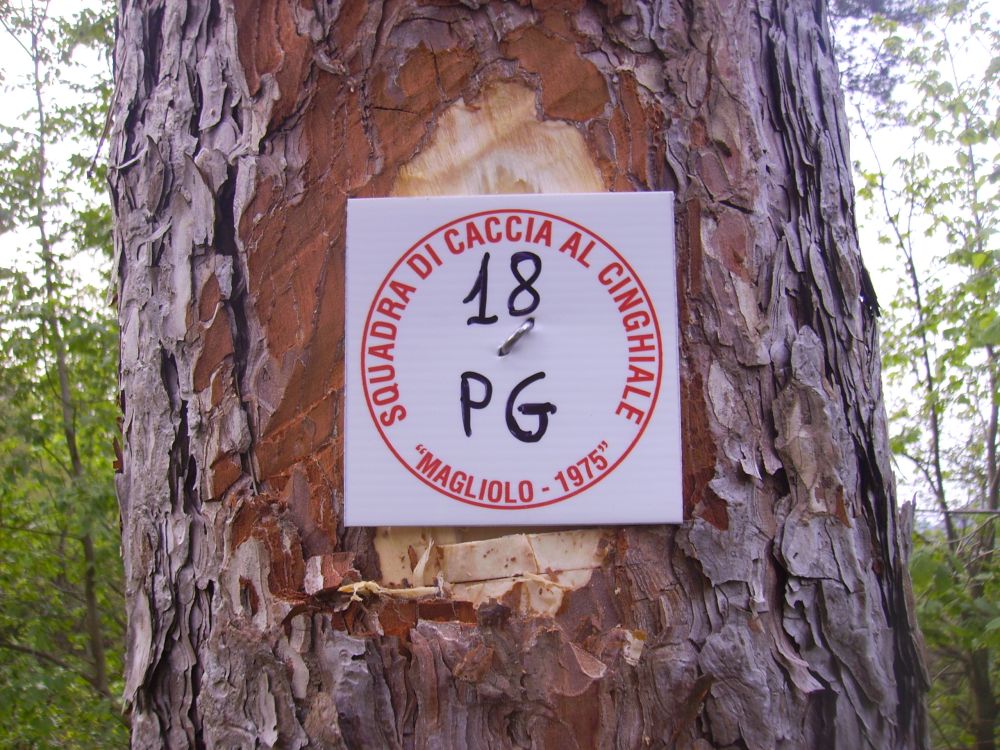 SQUADRA DI CACCIA AL CINGHIALE
18
PG
"MAGLIOLO - 1975"